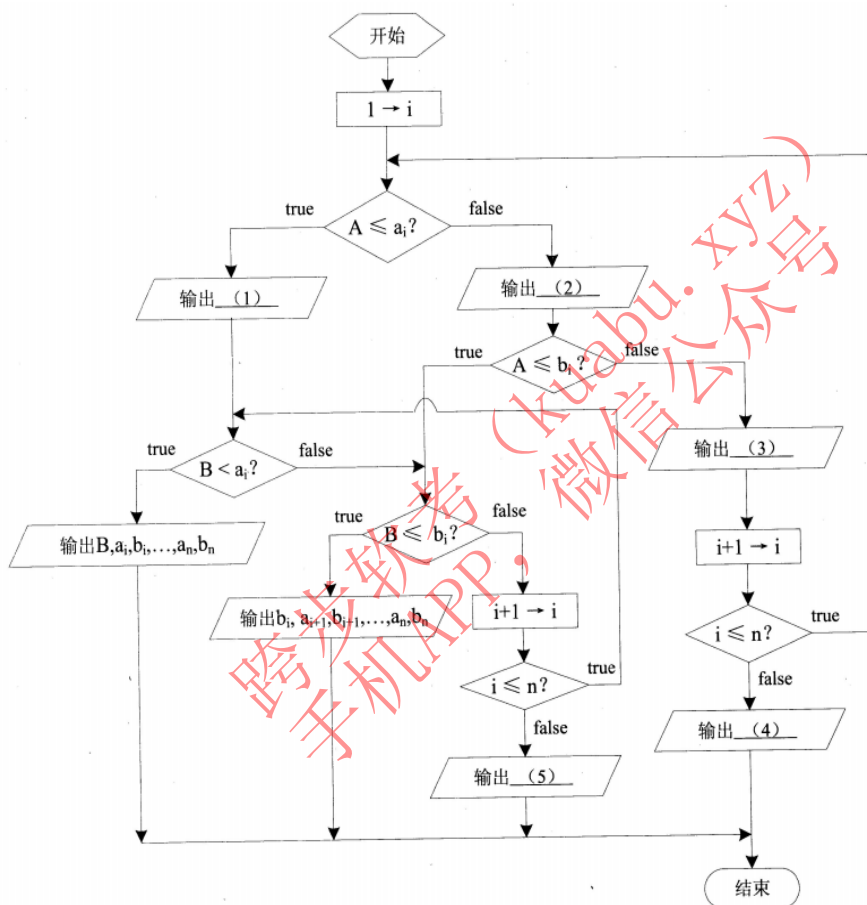 开始
1 → i
A ≤ aᵢ?
true
false
输出 (1)
输出 (2)
A ≤ bᵢ?
true
false
B < aᵢ?
true
false
输出 (3)
B ≤ bᵢ?
true
false
输出B,aᵢ,bᵢ,…,aₙ,bₙ
i+1 → i
输出bᵢ, aᵢ₊₁,bᵢ₊₁,…,aₙ,bₙ
i+1 → i
i ≤ n?
true
false
i ≤ n?
true
false
输出 (4)
输出 (5)
结束
跨步软考(kuabu.xyz)
手机APP,微信公众号